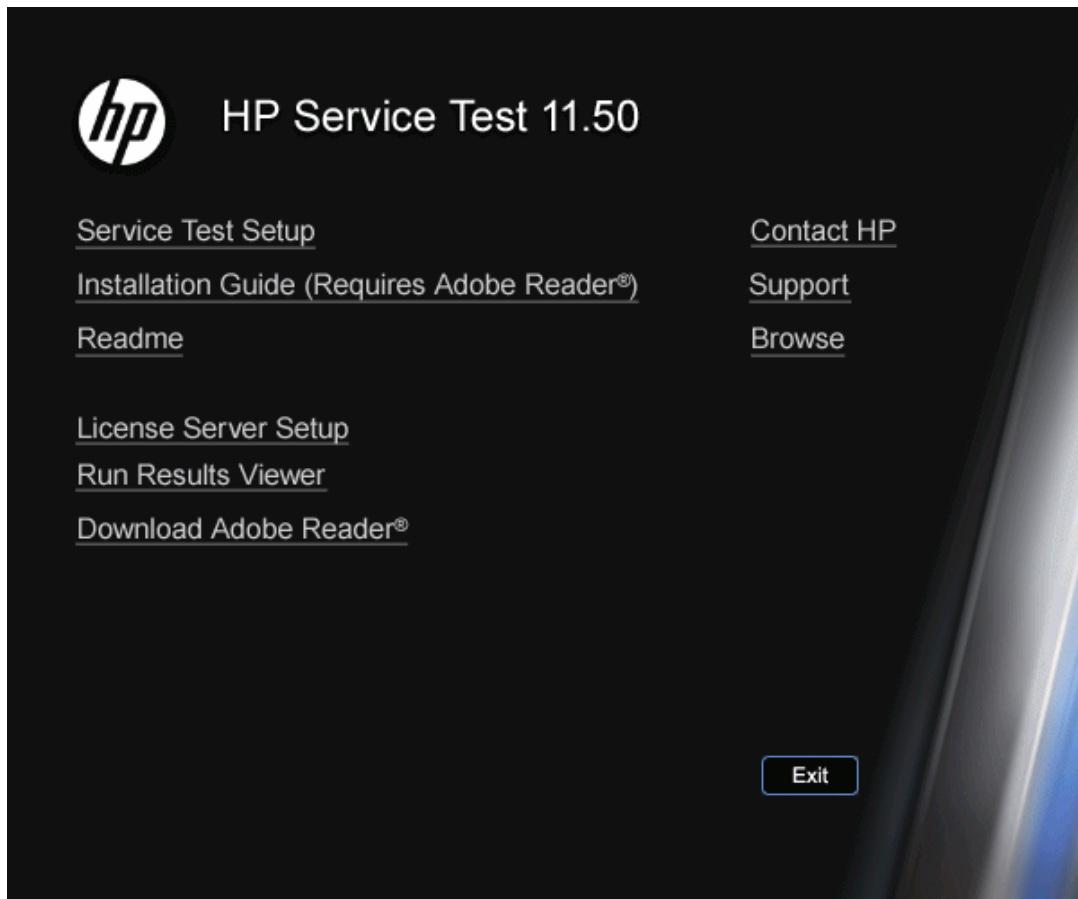 hp
HP Service Test 11.50
Service Test Setup
Installation Guide (Requires Adobe Reader®)
Readme
License Server Setup
Run Results Viewer
Download Adobe Reader®
Contact HP
Support
Browse
Exit